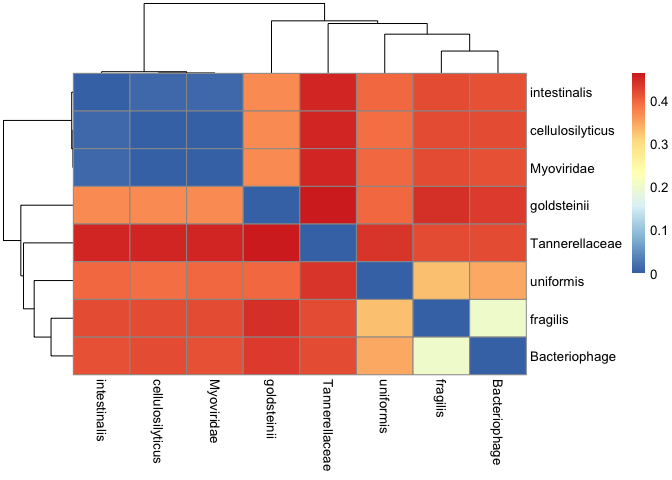 intestinalis
cellulosilyticus
Myoviridae
goldsteinii
Tannerellaceae
uniformis
fragilis
Bacteriophage
0.4
0.3
0.2
0.1
0
intestinalis
cellulosilyticus
Myoviridae
goldsteinii
Tannerellaceae
uniformis
fragilis
Bacteriophage